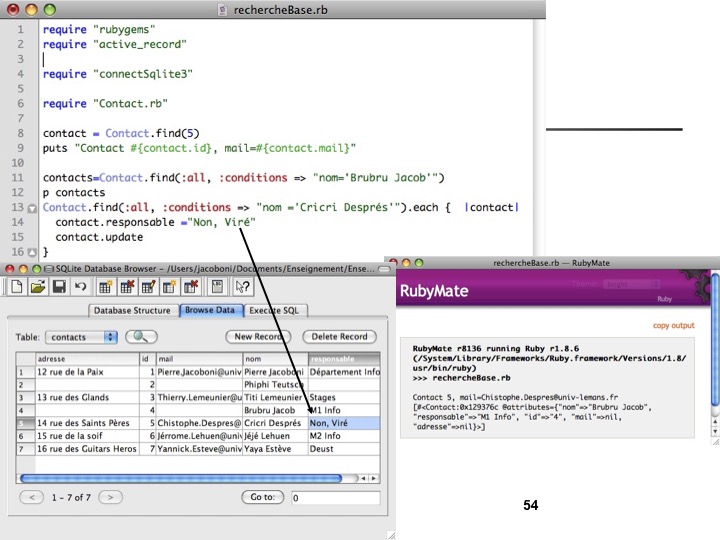 rechercheBase.rb
1 require "rubygems"
2 require "active_record"
3
4 require "connectSqlite3"
5
6 require "Contact.rb"
7
8 contact = Contact.find(5)
9 puts "Contact #{contact.id}, mail=#{contact.mail}"
10
11 contacts=Contact.find(:all, :conditions => "nom='Brubru Jacob'")
12 p contacts
13 Contact.find(:all, :conditions => "nom ='Cricri Després'").each { |contact|
14 contact.responsable ="Non, Viré"
15 contact.update
16 }
SQLite Database Browser - /Users/jacoboni/Documents/Enseignement/Ense...
Database Structure Browse Data Execute SQL
Table: contacts New Record Delete Record
adresse id mail nom responsable
1 12 rue de la Paix 1 Pierre.Jacoboni@univ Pierre Jacoboni Département Info
2 2 Phiphi Teutsch
3 13 rue des Glands 3 Thierry.Lemeunier@u Titi Lemeunier Stages
4 4 Brubru Jacob M1 Info
5 14 rue des Saints Pères 5 Chistophe.Despres@ Cricri Després Non, Viré
6 15 rue de la soif 6 Jérrome.Lehuen@uni Jéjé Lehuen M2 Info
7 16 rue des Guitars Heros 7 Yannick.Esteve@univ Yaya Estève Deust
< 1 - 7 of 7 > Go to: 0
rechercheBase.rb — RubyMate
RubyMate
Ruby
copy output
RubyMate r8136 running Ruby r1.8.6
(/System/Library/Frameworks/Ruby.framework/Versions/1.8/
usr/bin/ruby)
>>> rechercheBase.rb
Contact 5, mail=Chistophe.Despres@univ-lemans.fr
[#<Contact:0x129376c @attributes={"nom"=>"Brubru Jacob",
"responsable"=>"M1 Info", "id"=>"4", "mail"=>nil,
"adresse"=>nil}>]
54